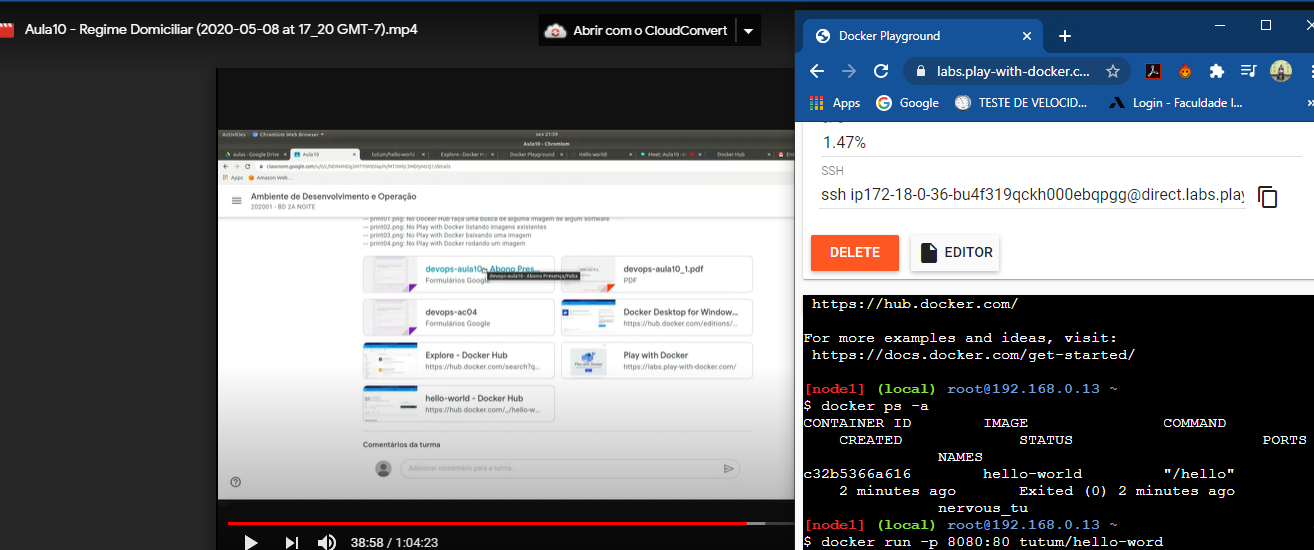 Aula10 - Regime Domiciliar (2020-05-08 at 17_20 GMT-7).mp4
Abrir com o CloudConvert
Activities
Chromium Web Browser
sex 21:59
Aula10 - Chromium
aulas - Google Drive
Aula10
tutum/hello-world
Explore - Docker H
Docker Playground
Hello world!
Meet: Aula10 -
Docker Hub
Apps
Amazon Web...
Ambiente de Desenvolvimento e Operação
202001 - BD 2A NOITE
-- print01.png: No Docker Hub faça uma busca de alguma imagem de algum software
-- print02.png: No Play with Docker listando imagens existentes
-- print03.png: No Play with Docker baixando uma imagem
-- print04.png: No Play with Docker rodando um imagem
devops-aula10 - Abono Pres...
Formulários Google
devops-aula10 - Abono Presença/Falta
devops-aula10_1.pdf
PDF
devops-ac04
Formulários Google
Docker Desktop for Window...
https://hub.docker.com/editions/...
Explore - Docker Hub
https://hub.docker.com/search?q...
Play with Docker
https://labs.play-with-docker.com/
hello-world - Docker Hub
https://hub.docker.com/_/hello-w...
Comentários da turma
Adicionar comentário para a turma...
38:58 / 1:04:23
Docker Playground
labs.play-with-docker.c...
Apps
Google
TESTE DE VELOCID...
Login - Faculdade I...
»
1.47%
SSH
ssh ip172-18-0-36-bu4f319qckh000ebqpgg@direct.labs.play
DELETE
EDITOR
https://hub.docker.com/
For more examples and ideas, visit:
https://docs.docker.com/get-started/
[node1] (local) root@192.168.0.13 ~
$ docker ps -a
CONTAINER ID IMAGE COMMAND
CREATED STATUS PORTS
NAMES
c32b5366a616 hello-world "/hello"
2 minutes ago Exited (0) 2 minutes ago
nervous_tu
[node1] (local) root@192.168.0.13 ~
$ docker run -p 8080:80 tutum/hello-word